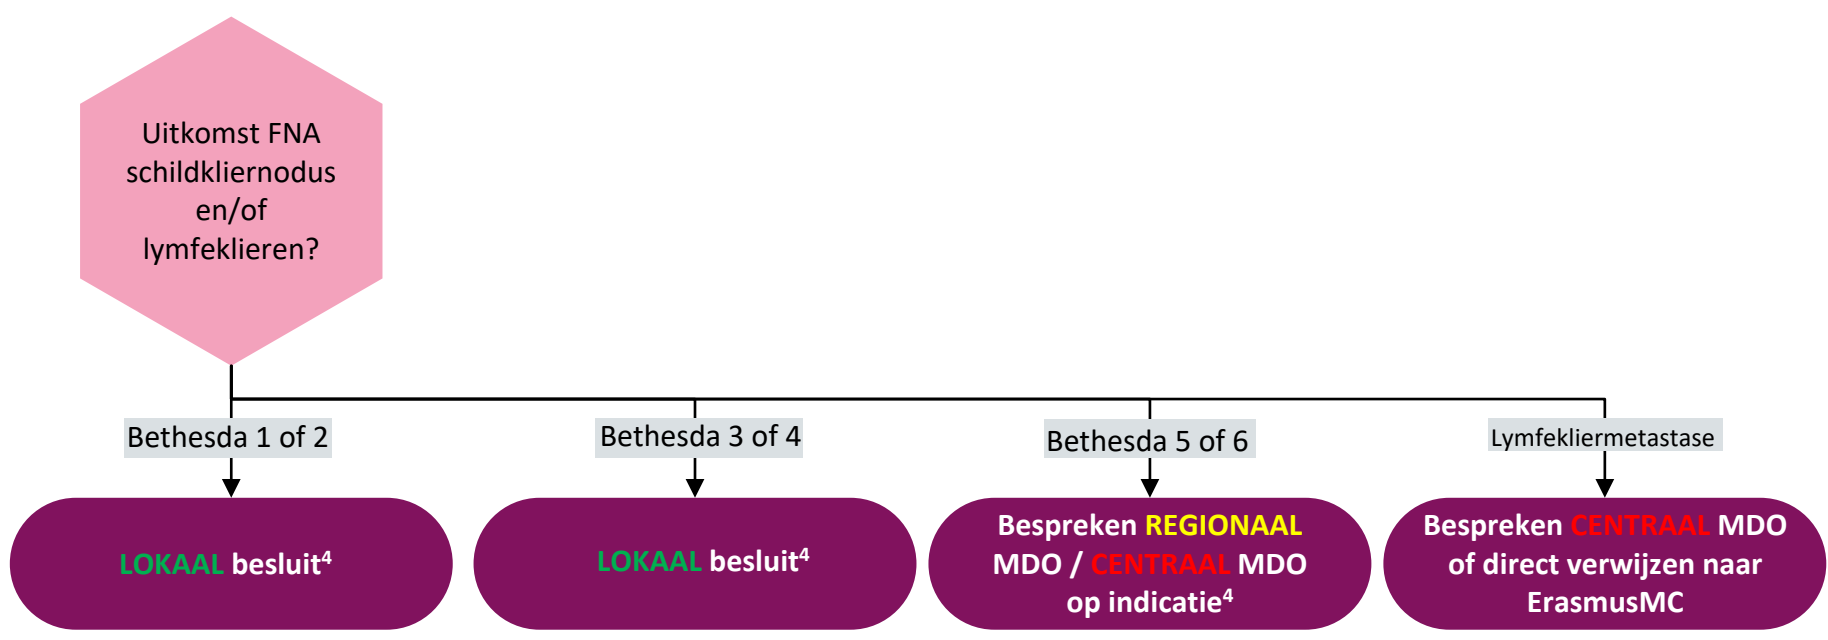 Uitkomst FNA
schildkliernodus
en/of
lymfeklieren?
Bethesda 1 of 2
Bethesda 3 of 4
Bethesda 5 of 6
Lymfekliermetastase
LOKAAL besluit⁴
LOKAAL besluit⁴
Bespreken REGIONAAL
MDO / CENTRAAL MDO
op indicatie⁴
Bespreken CENTRAAL MDO
of direct verwijzen naar
ErasmusMC